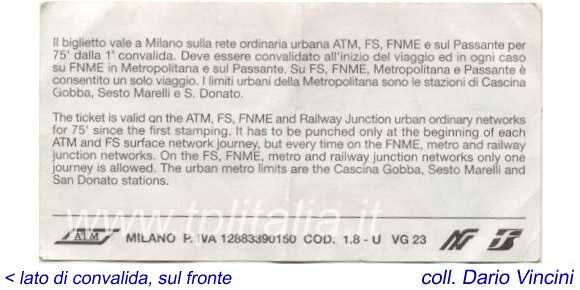 Il biglietto vale a Milano sulla rete ordinaria urbana ATM, FS, FNME e sul Passante per
75' dalla 1ª convalida. Deve essere convalidato all'inizio del viaggio ed in ogni caso
su FNME in Metropolitana e sul Passante. Su FS, FNME, Metropolitana e Passante è
consentito un solo viaggio. I limiti urbani della Metropolitana sono le stazioni di Cascina
Gobba, Sesto Marelli e S. Donato.
The ticket is valid on the ATM, FS, FNME and Railway Junction urban ordinary networks
for 75' since the first stamping. It has to be punched only at the beginning of each
ATM and FS surface network journey, but every time on the FNME, metro and railway
junction networks. On the FS, FNME, metro and railway junction networks only one
journey is allowed. The urban metro limits are the Cascina Gobba, Sesto Marelli and
San Donato stations.
www.tplitalia.it
ATM MILANO P. IVA 12883390150 COD. 1.8 - U VG 23
< lato di convalida, sul fronte coll. Dario Vincini